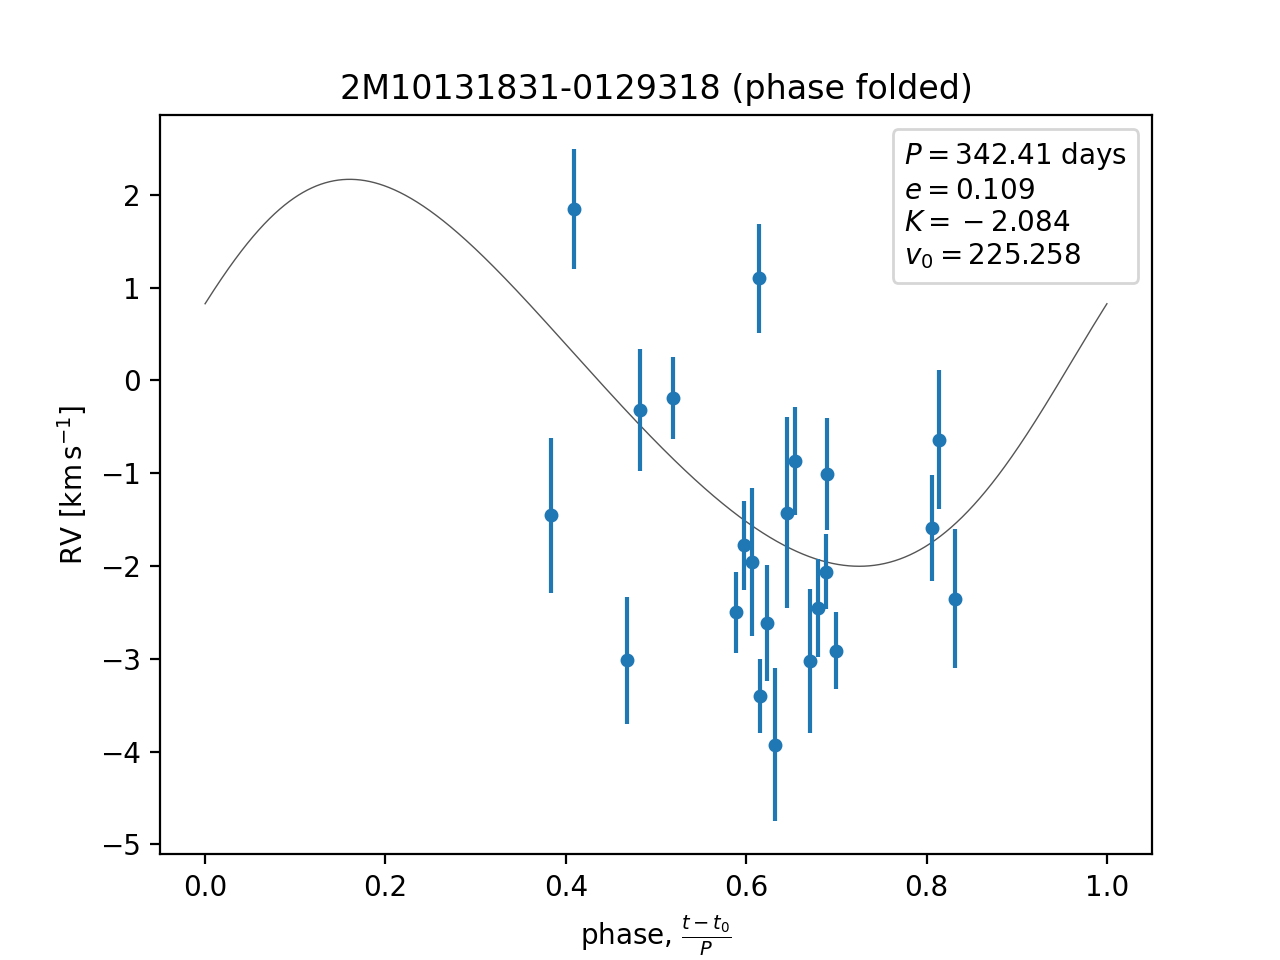 2M10131831-0129318 (phase folded)
P = 342.41 days
e = 0.109
K = −2.084
v₀ = 225.258
RV [km s⁻¹]
2
1
0
−1
−2
−3
−4
−5
0.0 0.2 0.4 0.6 0.8 1.0
phase, (t − t₀)/P